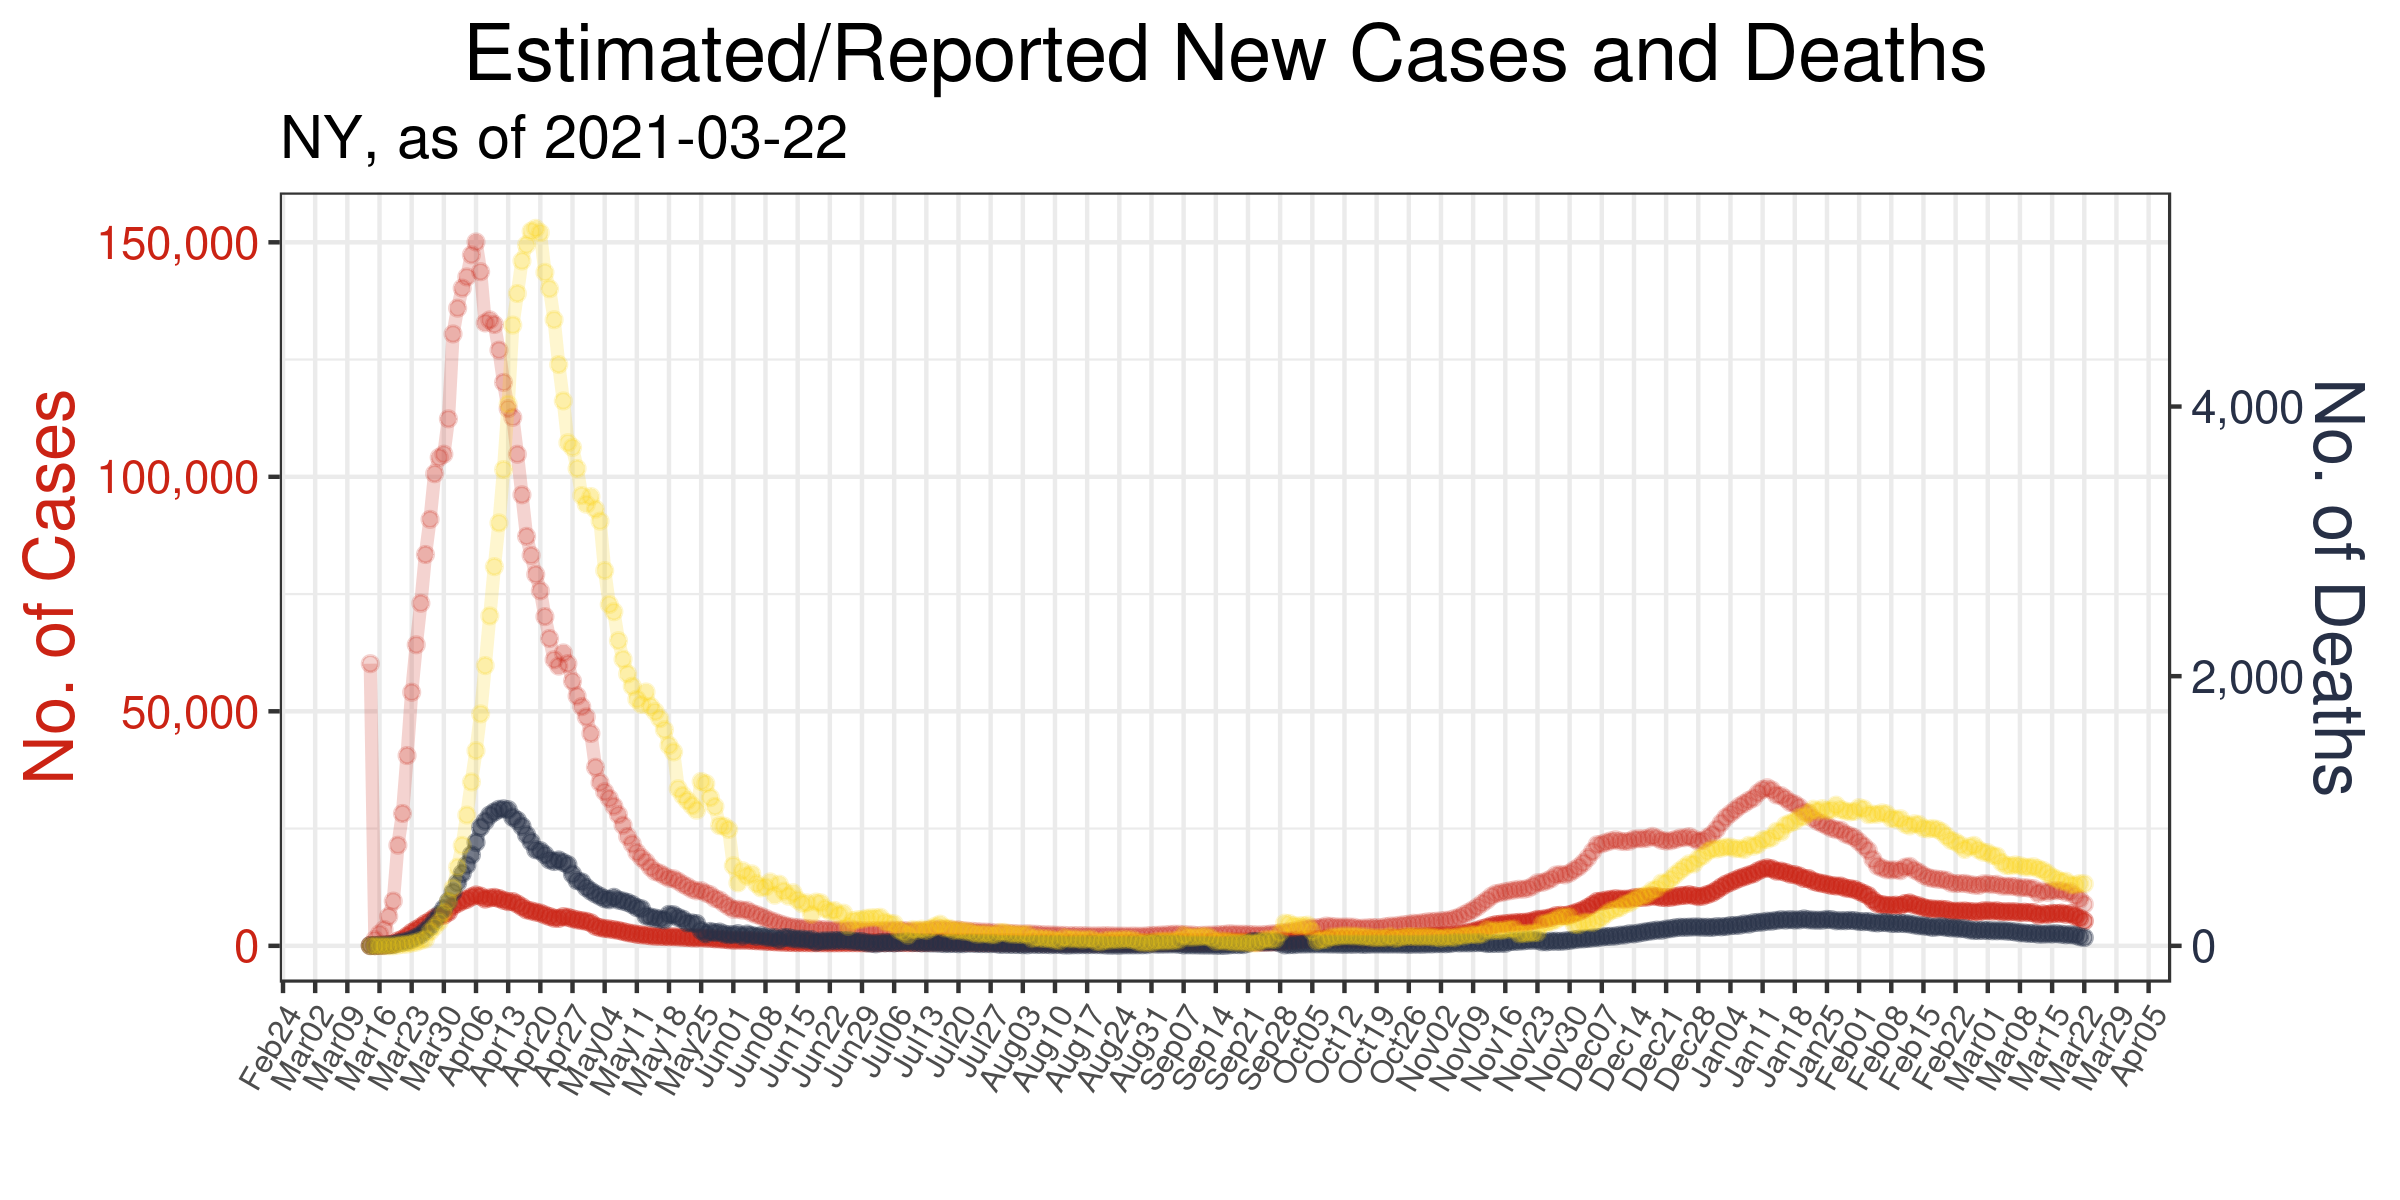 Estimated/Reported New Cases and Deaths
NY, as of 2021-03-22
No. of Cases
150,000
100,000
50,000
0
4,000
2,000
0
No. of Deaths
Feb24
Mar02
Mar09
Mar16
Mar23
Mar30
Apr06
Apr13
Apr20
Apr27
May04
May11
May18
May25
Jun01
Jun08
Jun15
Jun22
Jun29
Jul06
Jul13
Jul20
Jul27
Aug03
Aug10
Aug17
Aug24
Aug31
Sep07
Sep14
Sep21
Sep28
Oct05
Oct12
Oct19
Oct26
Nov02
Nov09
Nov16
Nov23
Nov30
Dec07
Dec14
Dec21
Dec28
Jan04
Jan11
Jan18
Jan25
Feb01
Feb08
Feb15
Feb22
Mar01
Mar08
Mar15
Mar22
Mar29
Apr05